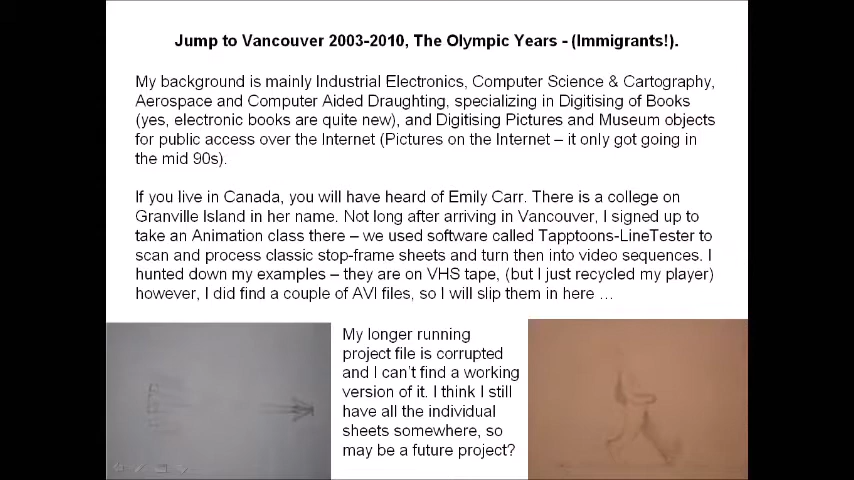 Jump to Vancouver 2003-2010, The Olympic Years - (Immigrants!).
My background is mainly Industrial Electronics, Computer Science & Cartography,
Aerospace and Computer Aided Draughting, specializing in Digitising of Books
(yes, electronic books are quite new), and Digitising Pictures and Museum objects
for public access over the Internet (Pictures on the Internet – it only got going in
the mid 90s).
If you live in Canada, you will have heard of Emily Carr. There is a college on
Granville Island in her name. Not long after arriving in Vancouver, I signed up to
take an Animation class there – we used software called Tapptoons-LineTester to
scan and process classic stop-frame sheets and turn then into video sequences. I
hunted down my examples – they are on VHS tape, (but I just recycled my player)
however, I did find a couple of AVI files, so I will slip them in here …
My longer running
project file is corrupted
and I can’t find a working
version of it. I think I still
have all the individual
sheets somewhere, so
may be a future project?